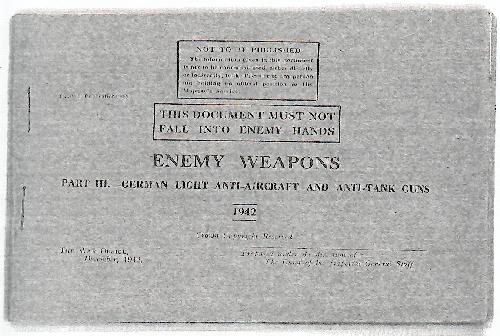 NOT TO BE PUBLISHED
The information given in this document
is not to be communicated, either directly
or indirectly, to the Press or to any person
not holding an official position in His
Majesty's Service.
THIS DOCUMENT MUST NOT
FALL INTO ENEMY HANDS
ENEMY WEAPONS
PART III. GERMAN LIGHT ANTI-AIRCRAFT AND ANTI-TANK GUNS
1942
Crown Copyright Reserved
The War Office,
December, 1942.
Prepared under the direction of
The Chief of the Imperial General Staff